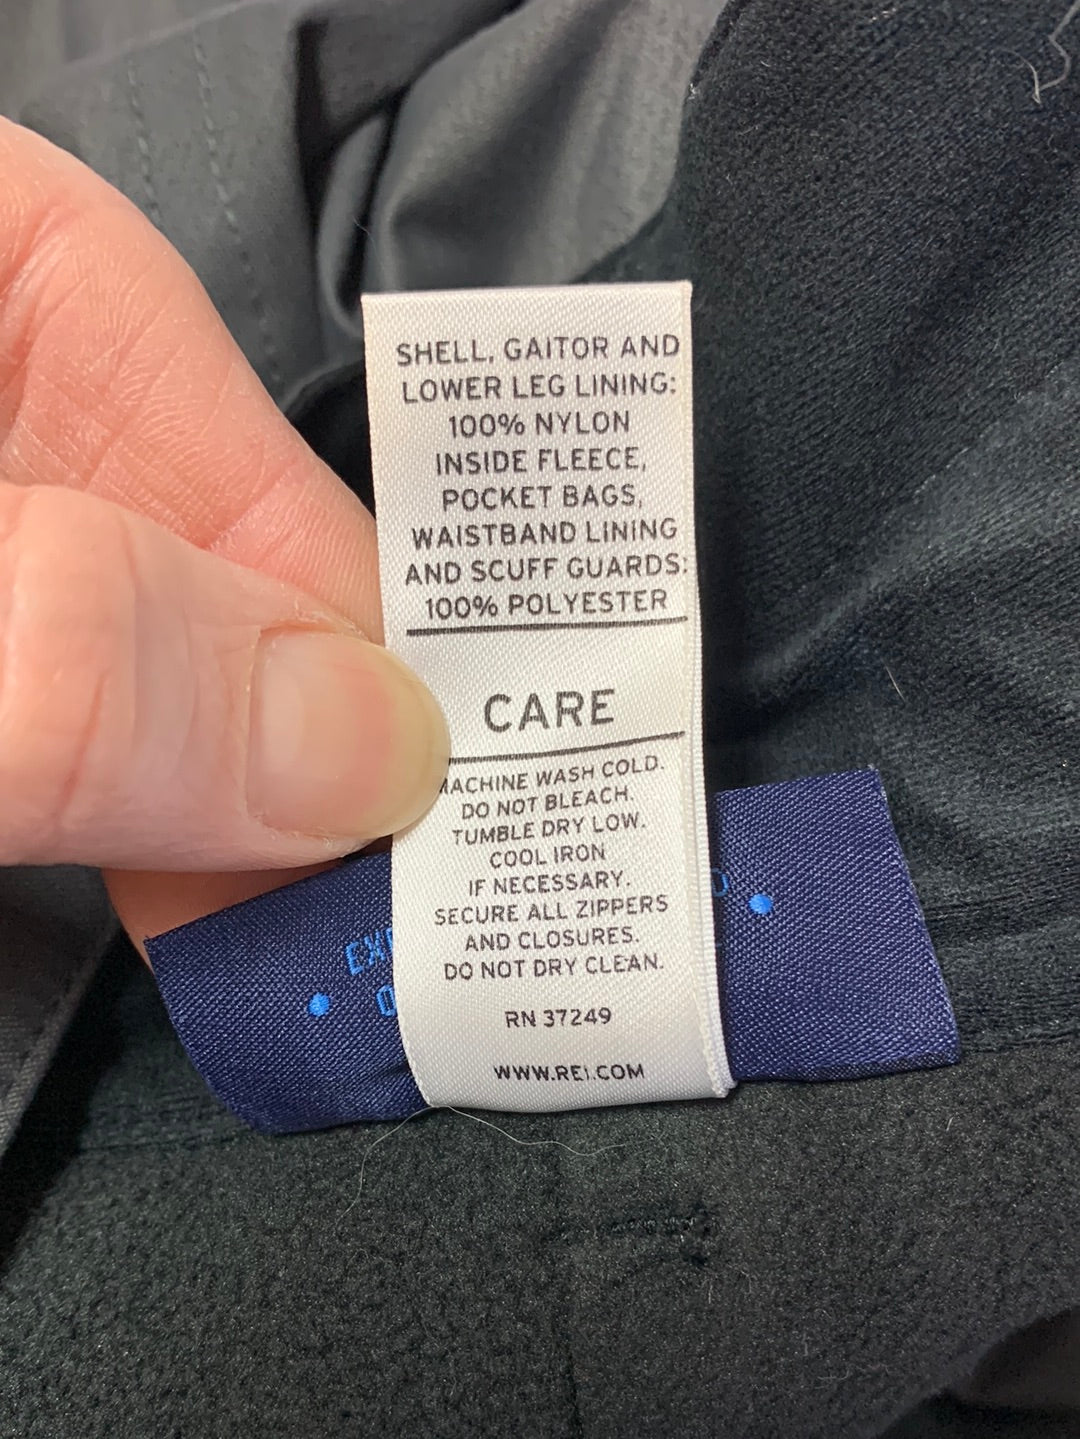 SHELL, GAITOR AND
LOWER LEG LINING:
100% NYLON
INSIDE FLEECE,
POCKET BAGS,
WAISTBAND LINING
AND SCUFF GUARDS:
100% POLYESTER
CARE
MACHINE WASH COLD.
DO NOT BLEACH.
TUMBLE DRY LOW.
COOL IRON
IF NECESSARY.
SECURE ALL ZIPPERS
AND CLOSURES.
DO NOT DRY CLEAN.
RN 37249
WWW.REI.COM